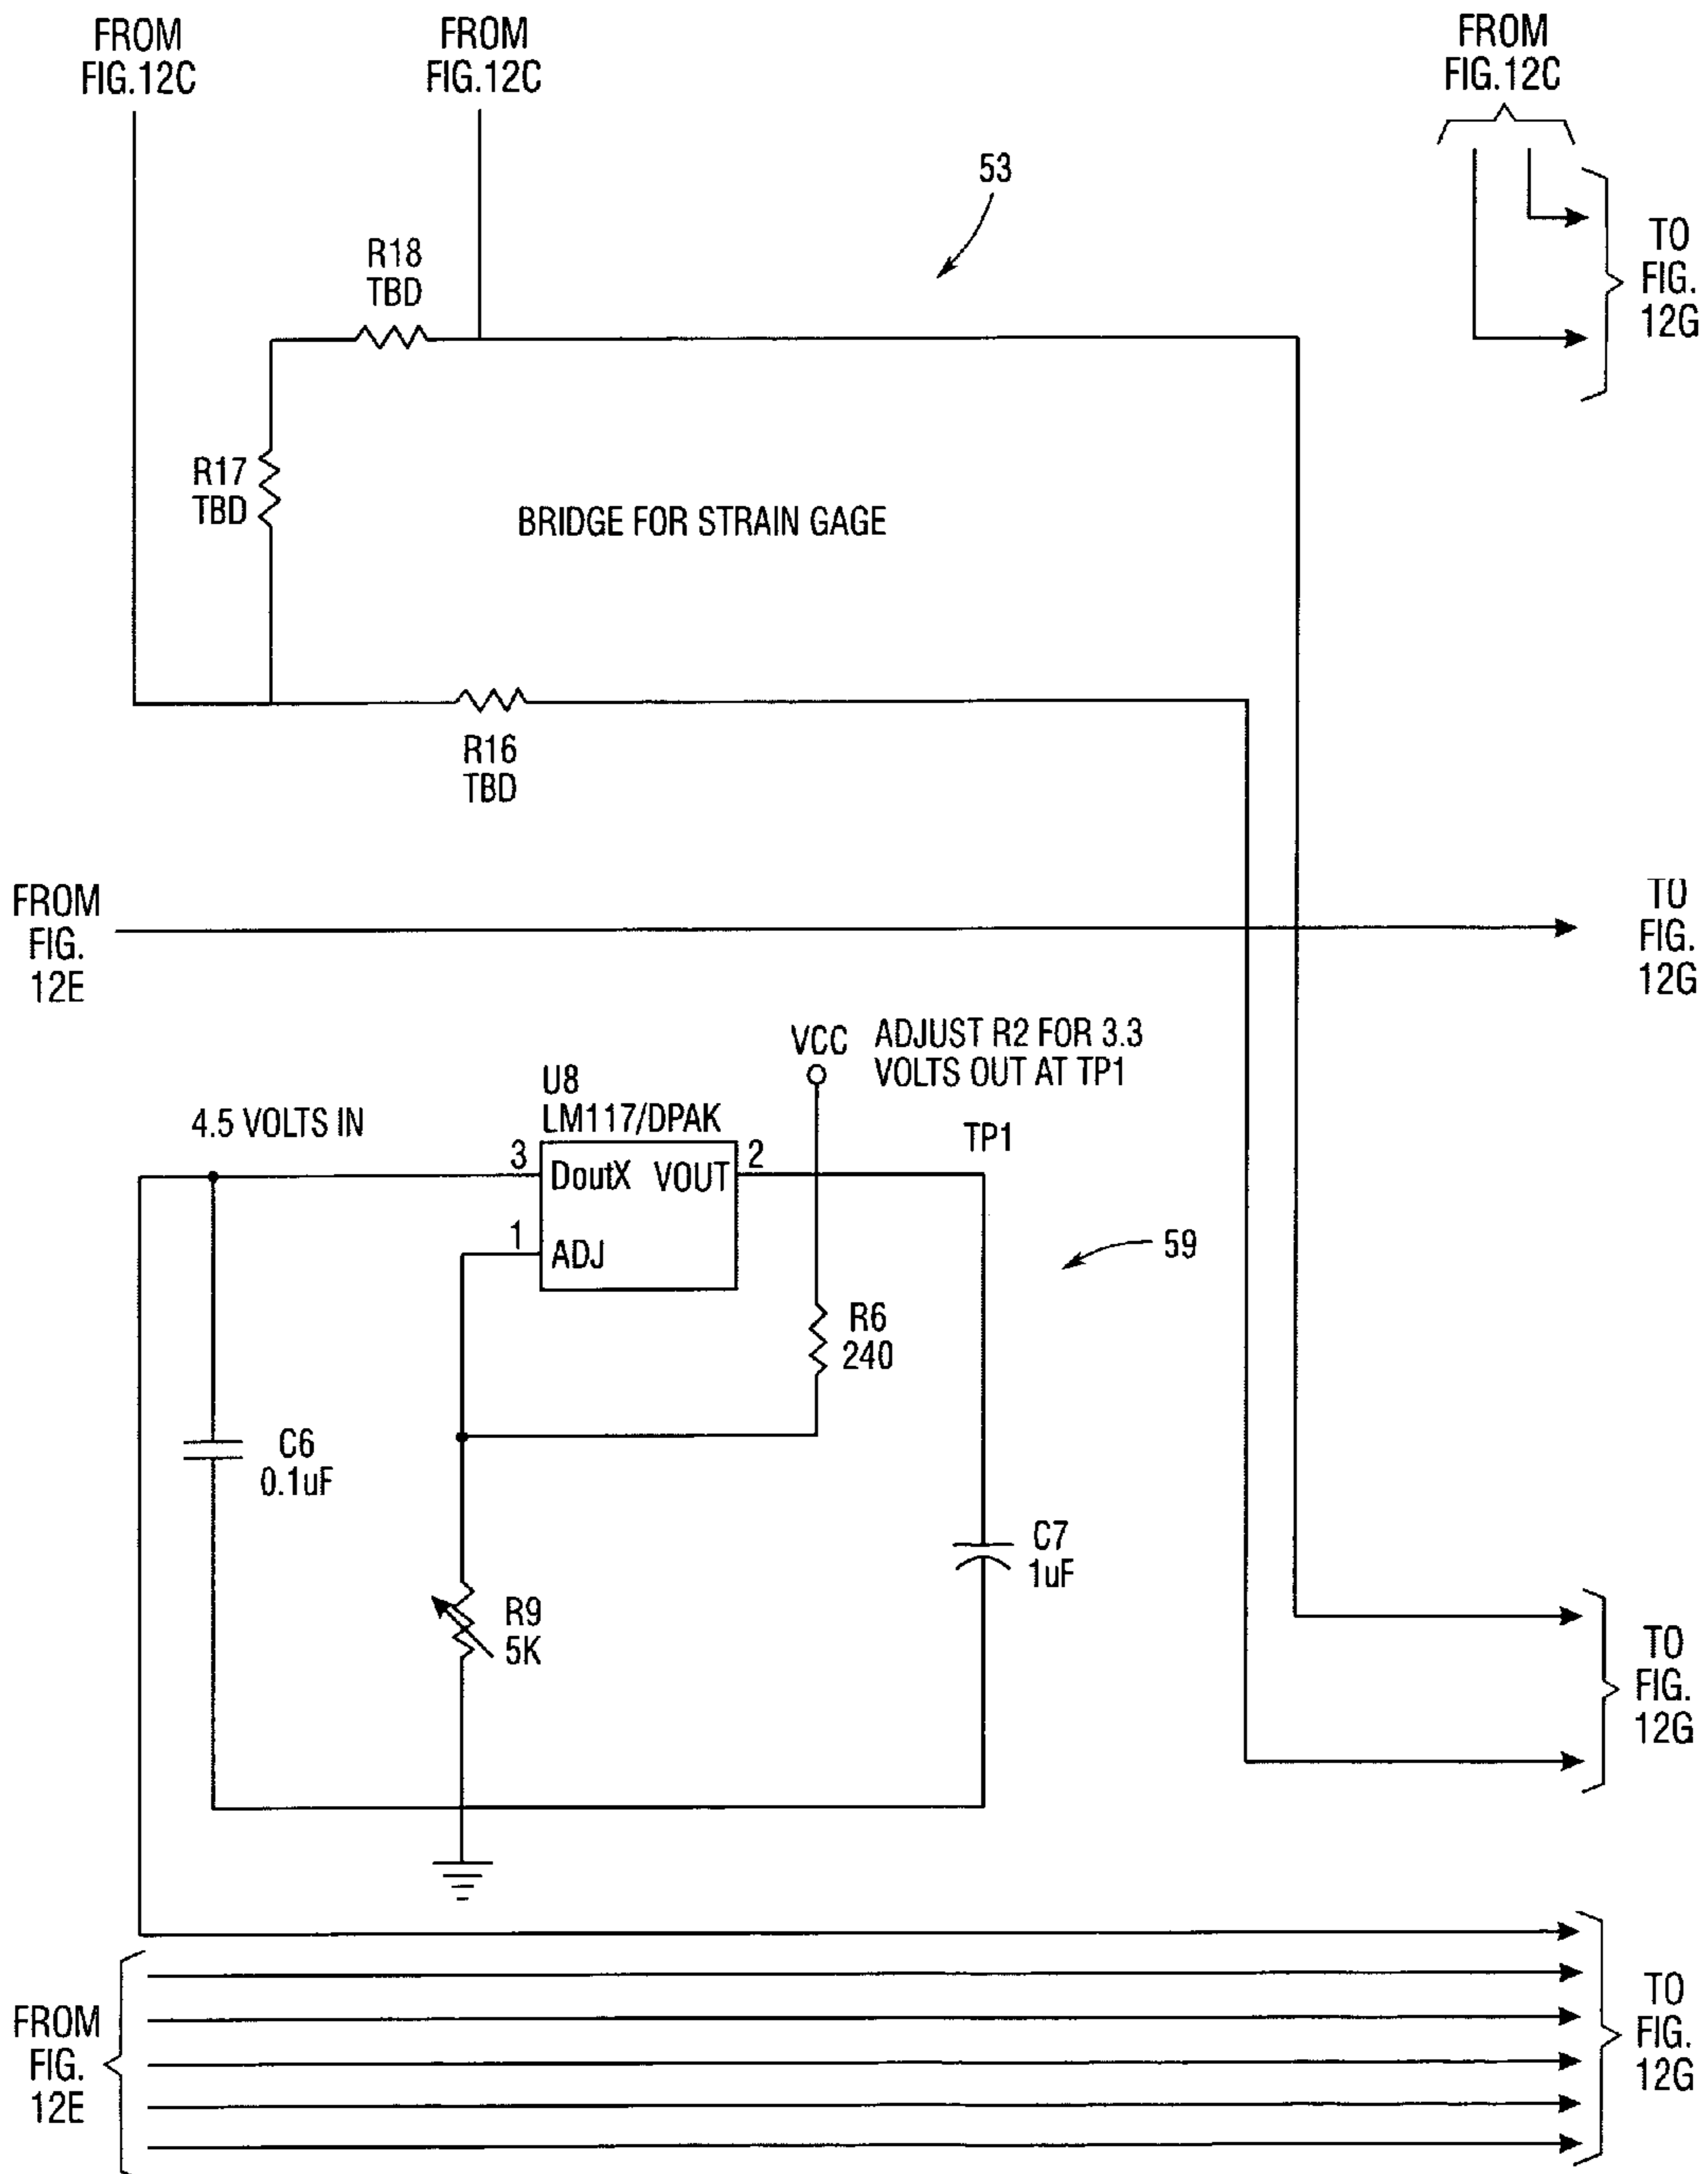 FROM
FIG.12C
FROM
FIG.12C
FROM
FIG.12C
53
TO
FIG.
12G
R18
TBD
R17
TBD
BRIDGE FOR STRAIN GAGE
R16
TBD
FROM
FIG.
12E
TO
FIG.
12G
VCC
ADJUST R2 FOR 3.3
VOLTS OUT AT TP1
U8
LM117/DPAK
4.5 VOLTS IN
TP1
3
DoutX VOUT
2
1
ADJ
59
R6
240
C6
0.1uF
C7
1uF
R9
5K
TO
FIG.
12G
FROM
FIG.
12E
TO
FIG.
12G